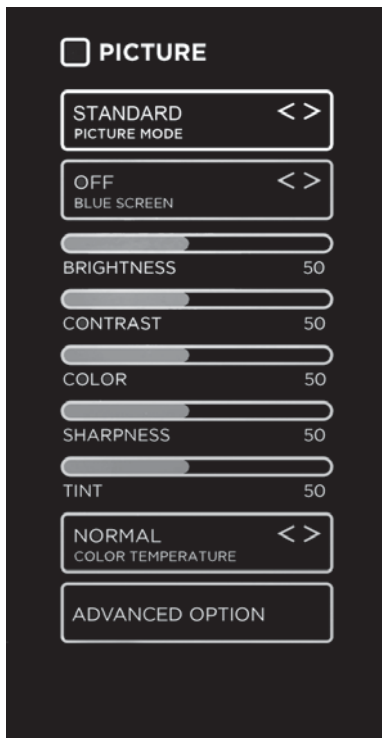 PICTURE
STANDARD < >
PICTURE MODE
OFF < >
BLUE SCREEN
BRIGHTNESS 50
CONTRAST 50
COLOR 50
SHARPNESS 50
TINT 50
NORMAL < >
COLOR TEMPERATURE
ADVANCED OPTION